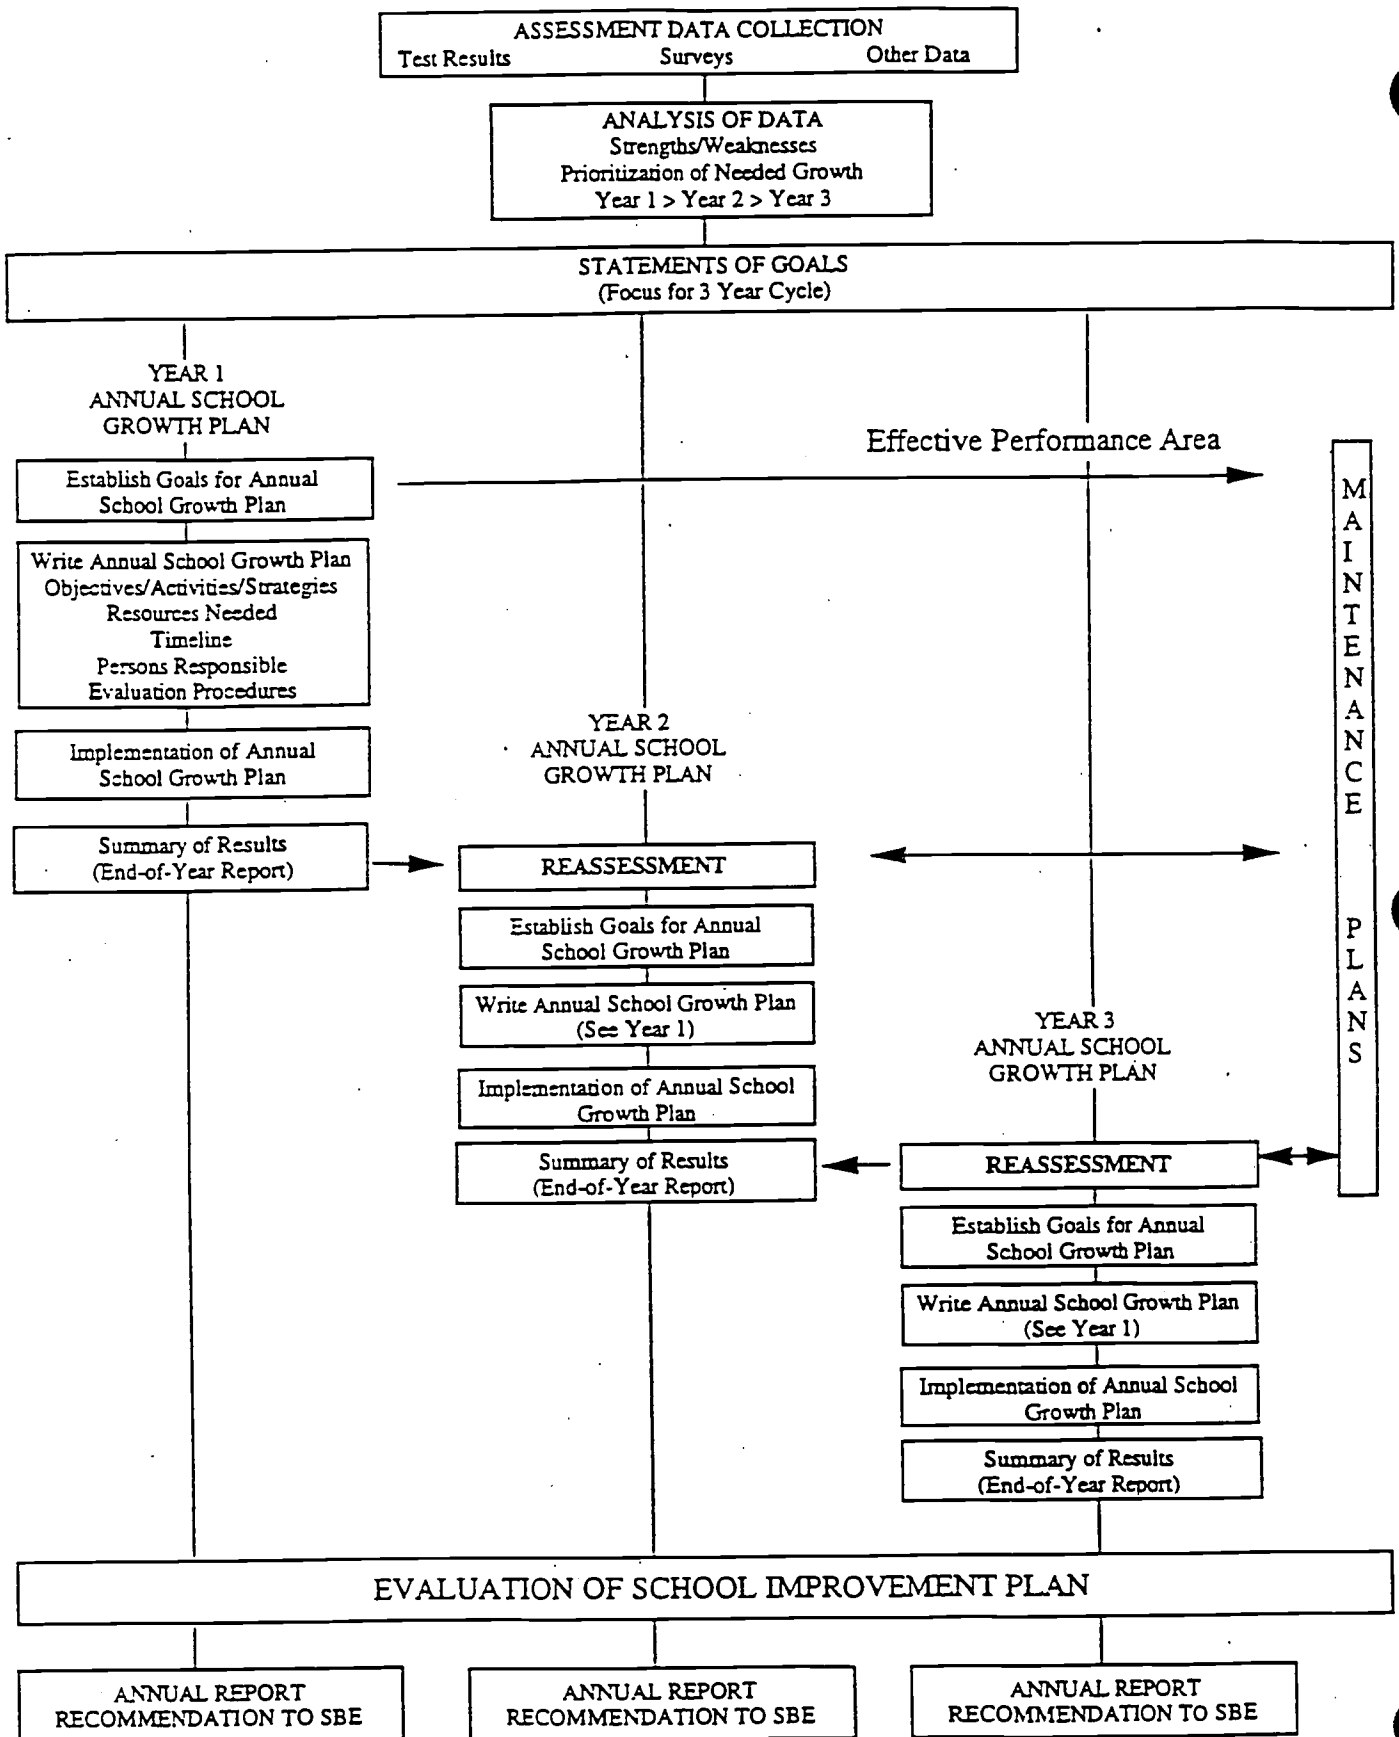 ASSESSMENT DATA COLLECTION
Test Results Surveys Other Data
ANALYSIS OF DATA
Strengths/Weaknesses
Prioritization of Needed Growth
Year 1 > Year 2 > Year 3
STATEMENTS OF GOALS
(Focus for 3 Year Cycle)
YEAR 1
ANNUAL SCHOOL
GROWTH PLAN
Establish Goals for Annual
School Growth Plan
Write Annual School Growth Plan
Objectives/Activities/Strategies
Resources Needed
Timeline
Persons Responsible
Evaluation Procedures
Implementation of Annual
School Growth Plan
Summary of Results
(End-of-Year Report)
Effective Performance Area
YEAR 2
ANNUAL SCHOOL
GROWTH PLAN
REASSESSMENT
Establish Goals for Annual
School Growth Plan
Write Annual School Growth Plan
(See Year 1)
Implementation of Annual School
Growth Plan
Summary of Results
(End-of-Year Report)
YEAR 3
ANNUAL SCHOOL
GROWTH PLAN
REASSESSMENT
Establish Goals for Annual
School Growth Plan
Write Annual School Growth Plan
(See Year 1)
Implementation of Annual School
Growth Plan
Summary of Results
(End-of-Year Report)
MAINTENANCE PLANS
EVALUATION OF SCHOOL IMPROVEMENT PLAN
ANNUAL REPORT
RECOMMENDATION TO SBE
ANNUAL REPORT
RECOMMENDATION TO SBE
ANNUAL REPORT
RECOMMENDATION TO SBE